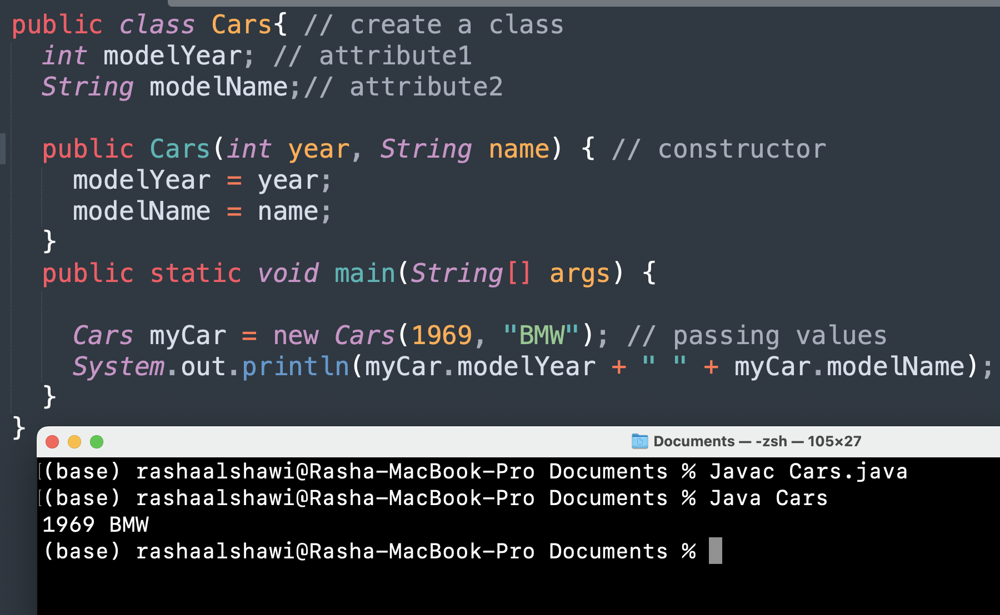 public class Cars{ // create a class
int modelYear; // attribute1
String modelName;// attribute2
public Cars(int year, String name) { // constructor
modelYear = year;
modelName = name;
}
public static void main(String[] args) {
Cars myCar = new Cars(1969, "BMW"); // passing values
System.out.println(myCar.modelYear + " " + myCar.modelName);
}
}
Documents — -zsh — 105×27
[(base) rashaalshawi@Rasha-MacBook-Pro Documents % Javac Cars.java
[(base) rashaalshawi@Rasha-MacBook-Pro Documents % Java Cars
1969 BMW
(base) rashaalshawi@Rasha-MacBook-Pro Documents %